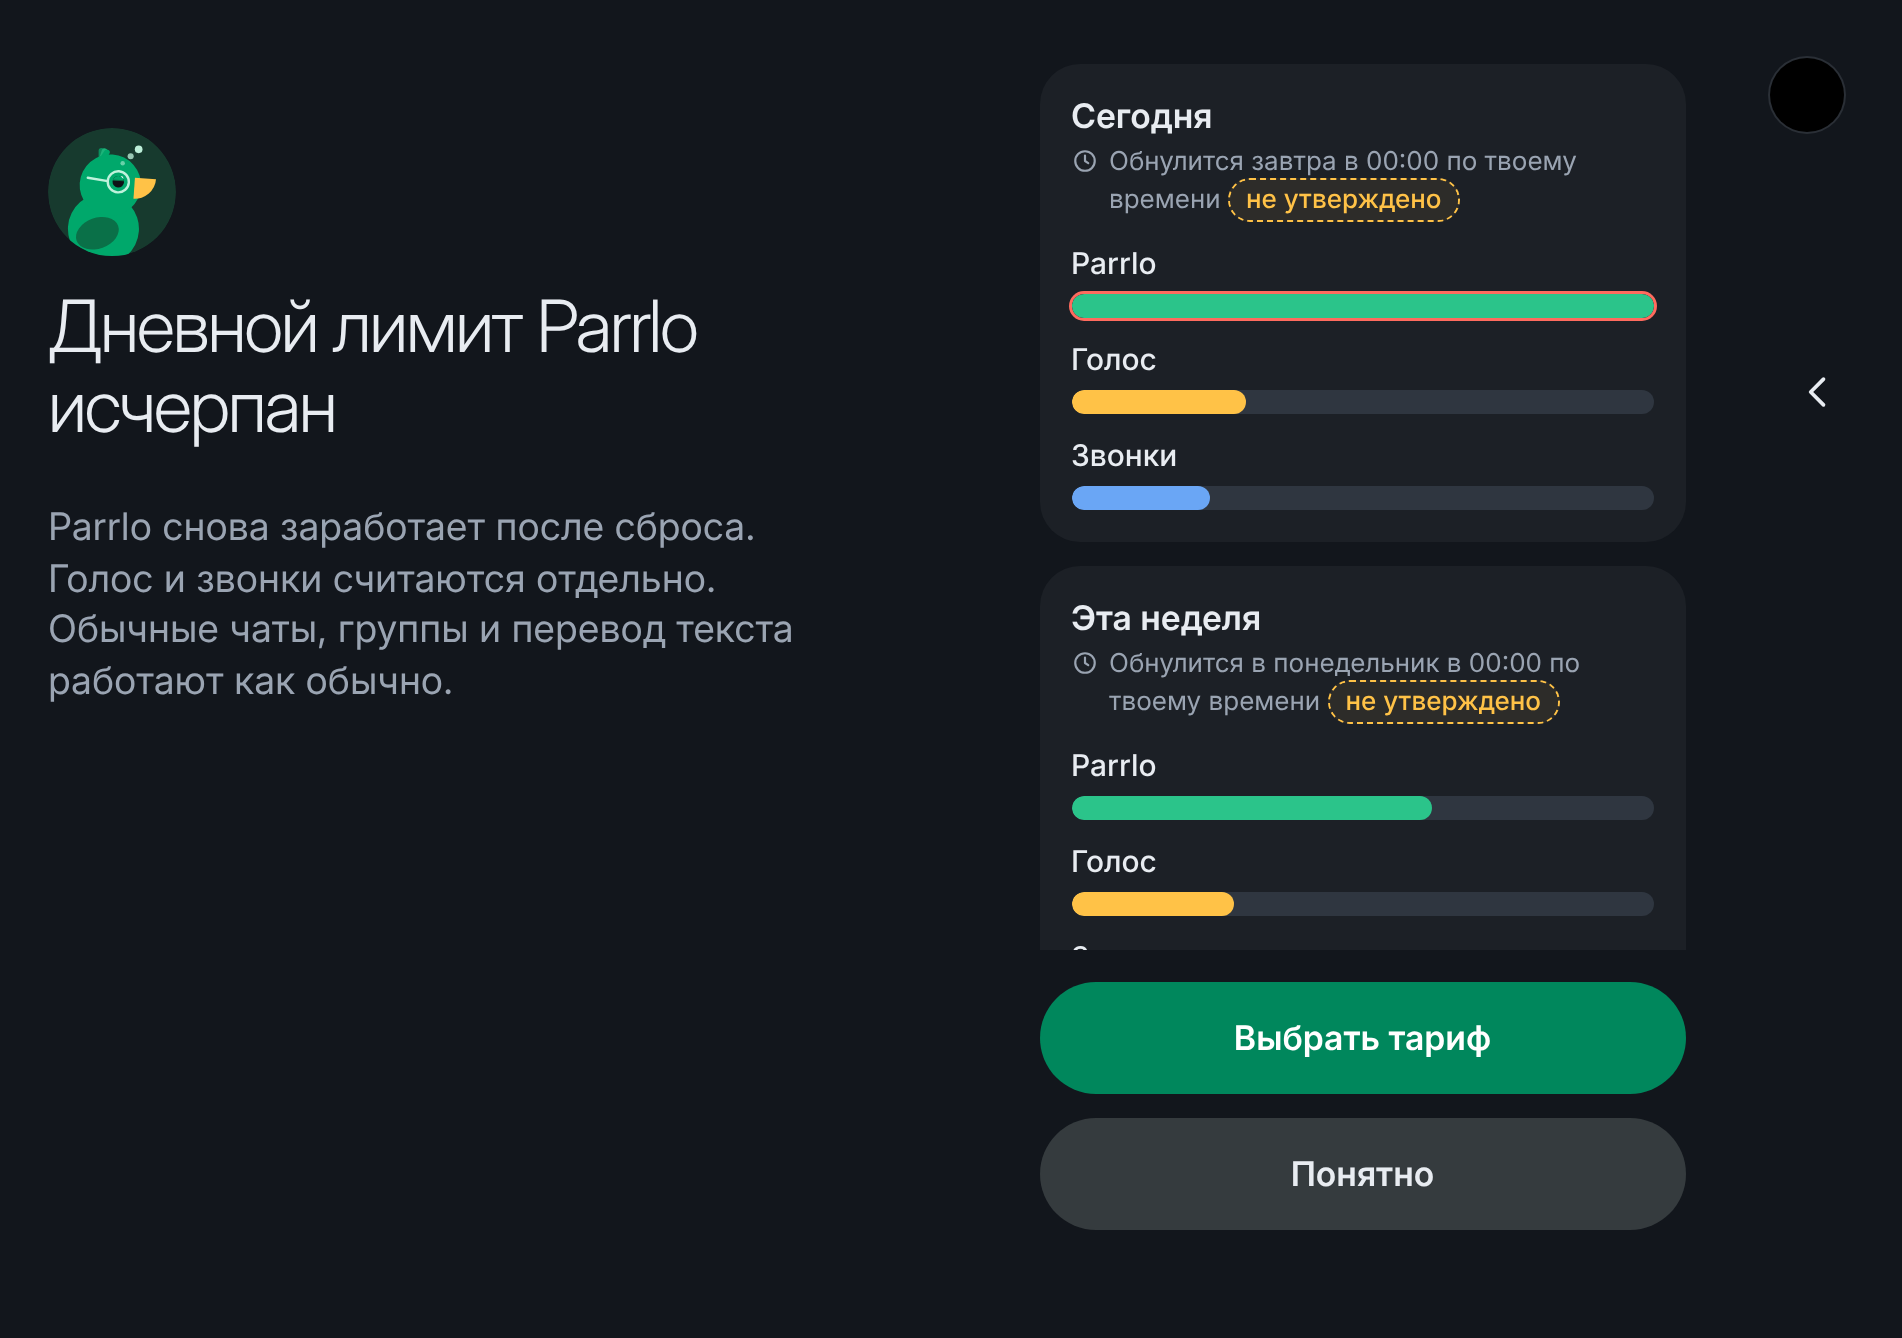 Дневной лимит Parrlo
исчерпан
Parrlo снова заработает после сброса.
Голос и звонки считаются отдельно.
Обычные чаты, группы и перевод текста
работают как обычно.
Сегодня
Обнулится завтра в 00:00 по твоему
времени не утверждено
Parrlo
Голос
Звонки
Эта неделя
Обнулится в понедельник в 00:00 по
твоему времени не утверждено
Parrlo
Голос
Выбрать тариф
Понятно